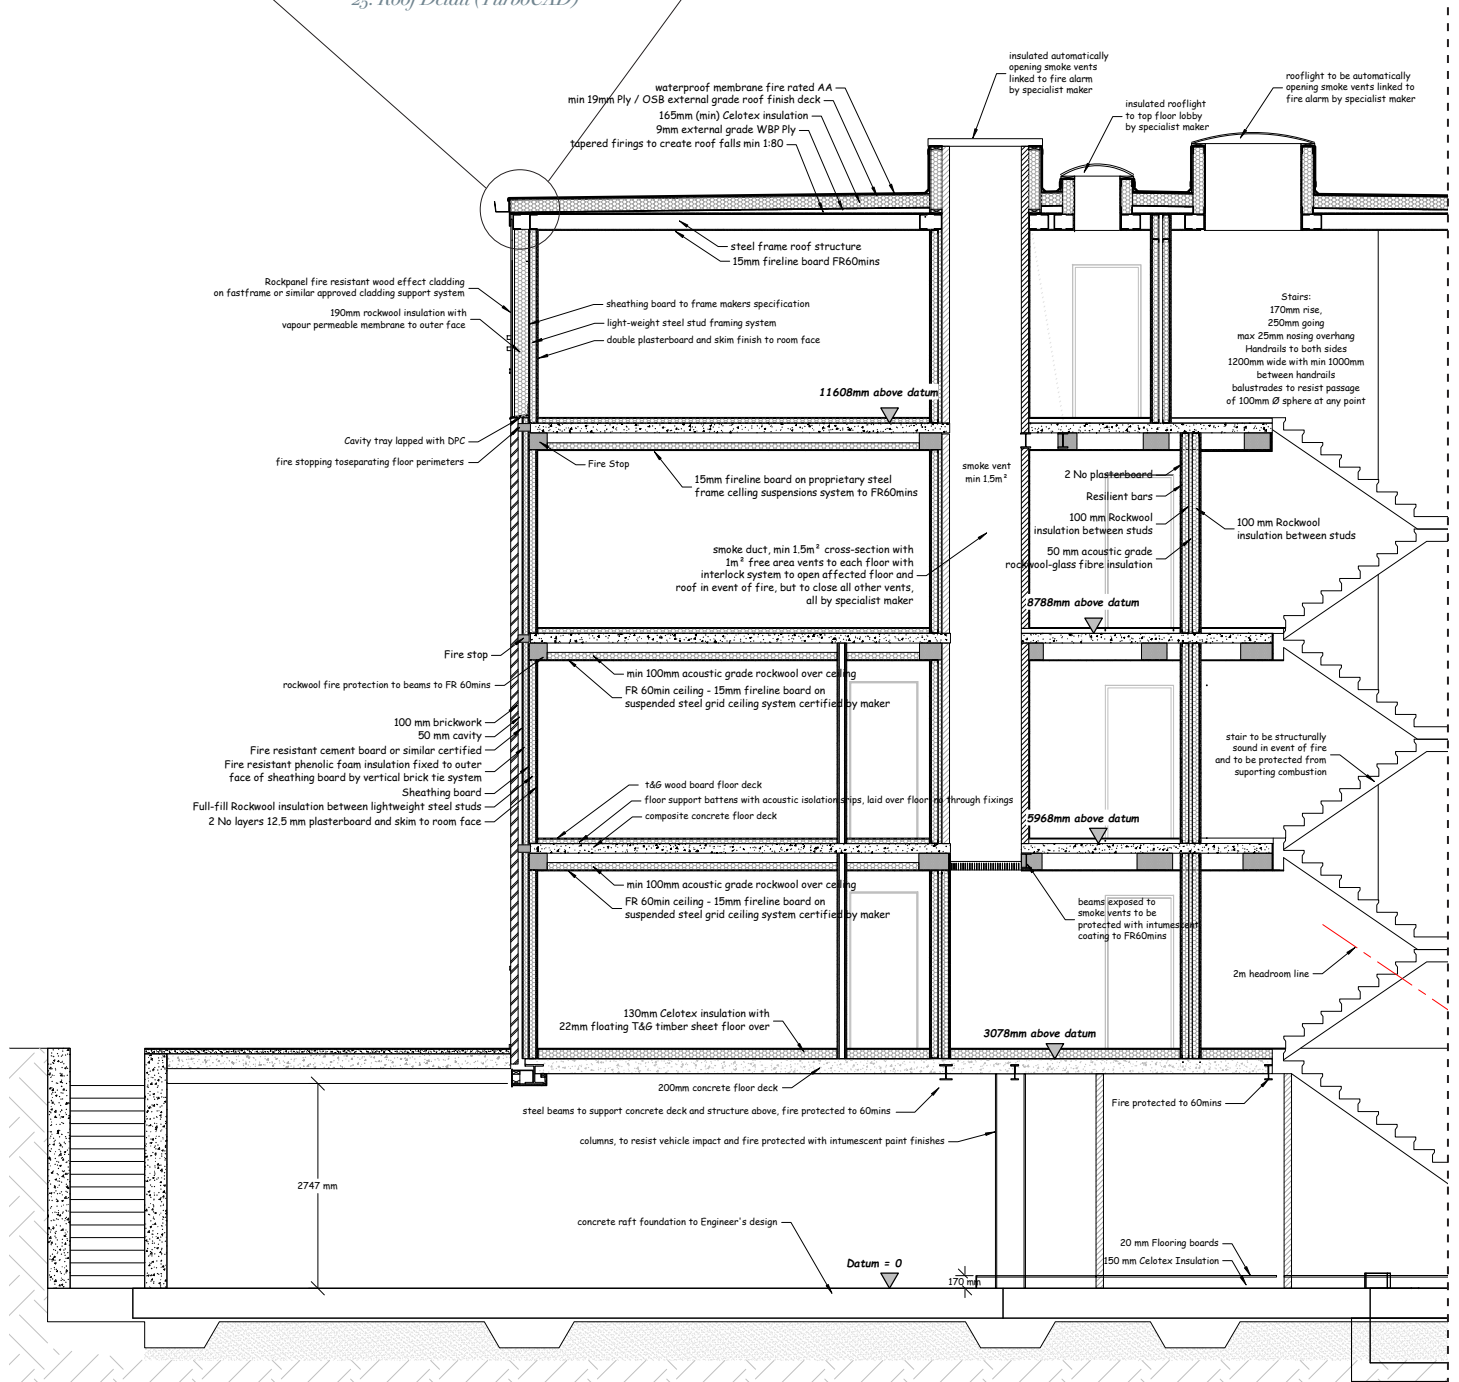 25. Roof Detail (TurboCAD)
insulated automatically
opening smoke vents
linked to fire alarm
by specialist maker
rooflight to be automatically
opening smoke vents linked to
fire alarm by specialist maker
insulated rooflight
to top floor lobby
by specialist maker
waterproof membrane fire rated AA
min 19mm Ply / OSB external grade roof finish deck
165mm (min) Celotex insulation
9mm external grade WBP Ply
tapered firings to create roof falls min 1:80
steel frame roof structure
15mm fireline board FR60mins
Rockpanel fire resistant wood effect cladding
on fastframe or similar approved cladding support system
190mm rockwool insulation with
vapour permeable membrane to outer face
sheathing board to frame makers specification
light-weight steel stud framing system
double plasterboard and skim finish to room face
Stairs:
170mm rise,
250mm going
max 25mm nosing overhang
Handrails to both sides
1200mm wide with min 1000mm
between handrails
balustrades to resist passage
of 100mm Ø sphere at any point
11608mm above datum
Cavity tray lapped with DPC
fire stopping toseparating floor perimeters
Fire Stop
15mm fireline board on proprietary steel
frame celling suspensions system to FR60mins
smoke vent
min 1.5m²
2 No plasterboard
Resilient bars
100 mm Rockwool
insulation between studs
50 mm acoustic grade
rockwool-glass fibre insulation
100 mm Rockwool
insulation between studs
smoke duct, min 1.5m² cross-section with
1m² free area vents to each floor with
interlock system to open affected floor and
roof in event of fire, but to close all other vents,
all by specialist maker
8788mm above datum
Fire stop
rockwool fire protection to beams to FR 60mins
min 100mm acoustic grade rockwool over ceiling
FR 60min ceiling - 15mm fireline board on
suspended steel grid ceiling system certified by maker
100 mm brickwork
50 mm cavity
Fire resistant cement board or similar certified
Fire resistant phenolic foam insulation fixed to outer
face of sheathing board by vertical brick tie system
Sheathing board
Full-fill Rockwool insulation between lightweight steel studs
2 No layers 12.5 mm plasterboard and skim to room face
stair to be structurally
sound in event of fire
and to be protected from
suporting combustion
t&G wood board floor deck
floor support battens with acoustic isolation srips, laid over floor no through fixings
composite concrete floor deck
5968mm above datum
min 100mm acoustic grade rockwool over ceiling
FR 60min ceiling - 15mm fireline board on
suspended steel grid ceiling system certified by maker
beams exposed to
smoke vents to be
protected with intumescent
coating to FR60mins
2m headroom line
130mm Celotex insulation with
22mm floating T&G timber sheet floor over
3078mm above datum
200mm concrete floor deck
steel beams to support concrete deck and structure above, fire protected to 60mins
Fire protected to 60mins
columns, to resist vehicle impact and fire protected with intumescent paint finishes
2747 mm
concrete raft foundation to Engineer's design
20 mm Flooring boards
150 mm Celotex Insulation
Datum = 0
170 mm